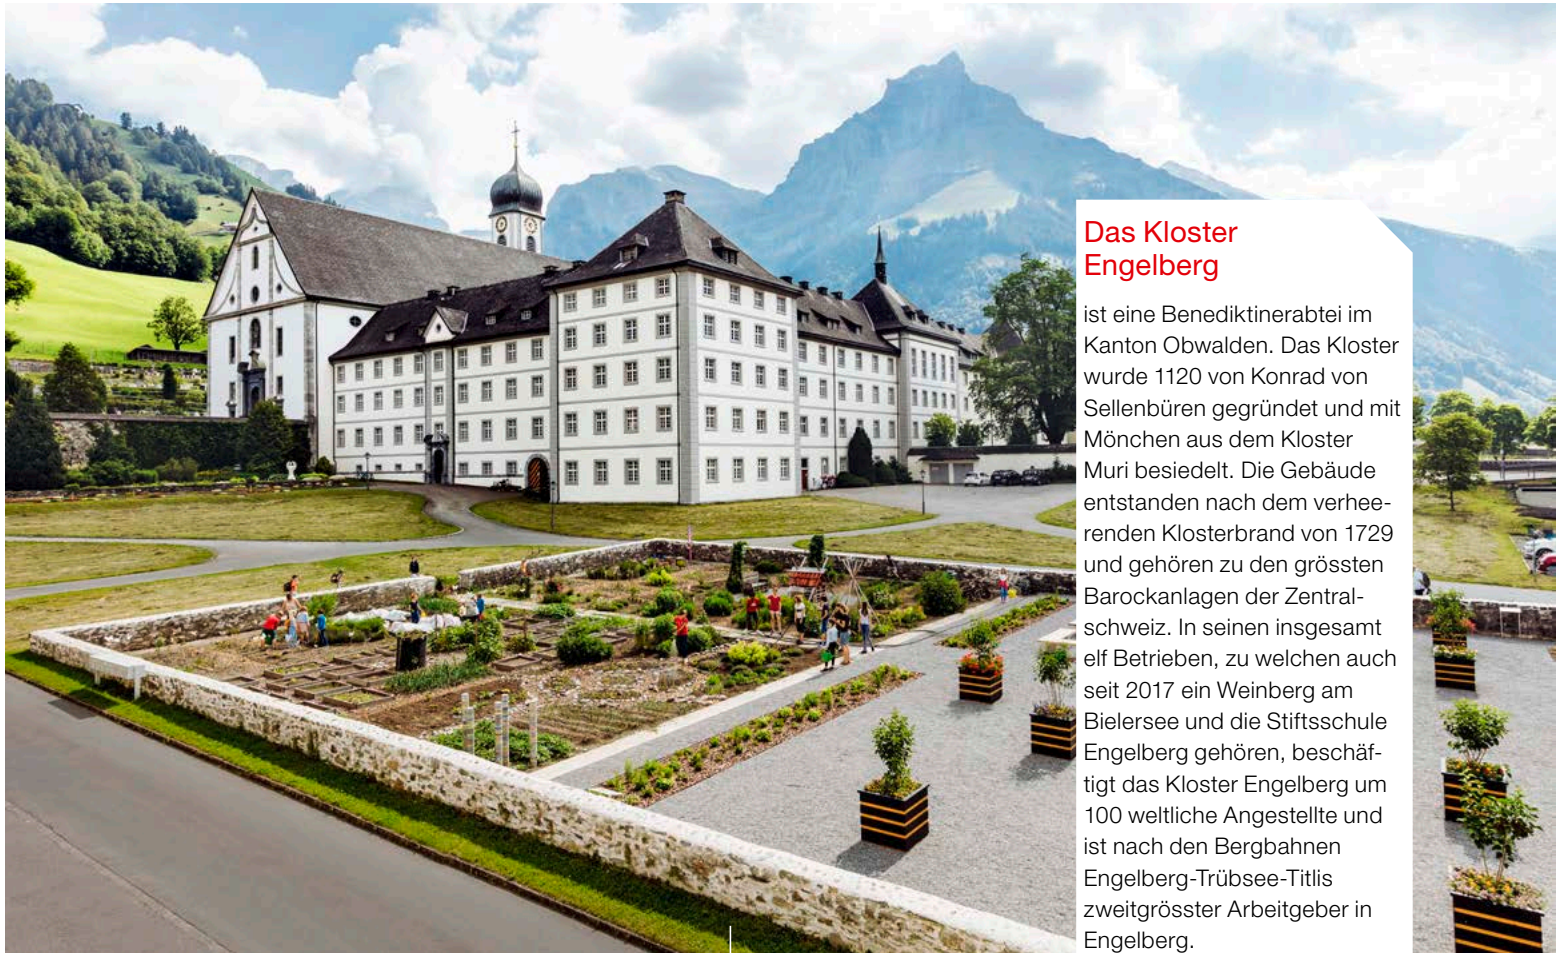 Das Kloster
Engelberg
ist eine Benediktinerabtei im
Kanton Obwalden. Das Kloster
wurde 1120 von Konrad von
Sellenbüren gegründet und mit
Mönchen aus dem Kloster
Muri besiedelt. Die Gebäude
entstanden nach dem verhee-
renden Klosterbrand von 1729
und gehören zu den grössten
Barockanlagen der Zentral-
schweiz. In seinen insgesamt
elf Betrieben, zu welchen auch
seit 2017 ein Weinberg am
Bielersee und die Stiftsschule
Engelberg gehören, beschäf-
tigt das Kloster Engelberg um
100 weltliche Angestellte und
ist nach den Bergbahnen
Engelberg-Trübsee-Titlis
zweitgrösster Arbeitgeber in
Engelberg.